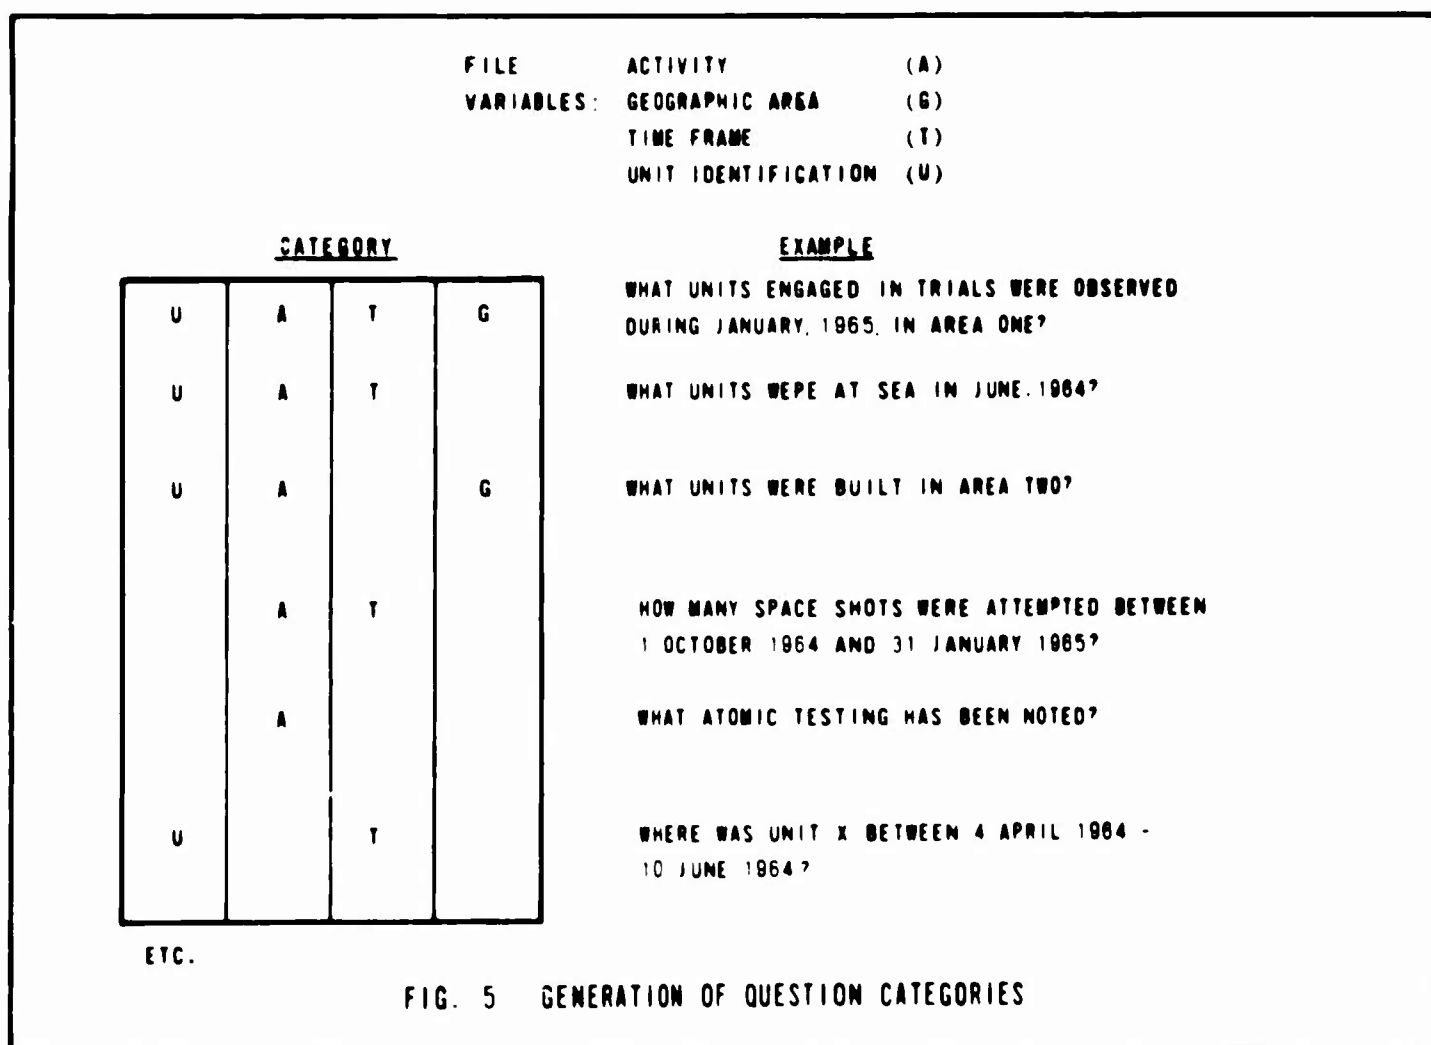 FILE ACTIVITY (A)
VARIABLES: GEOGRAPHIC AREA (G)
TIME FRAME (T)
UNIT IDENTIFICATION (U)
CATEGORY EXAMPLE
WHAT UNITS ENGAGED IN TRIALS WERE OBSERVED
U A T G
DURING JANUARY, 1965, IN AREA ONE?
U A T WHAT UNITS WEPE AT SEA IN JUNE.1964?
U A G WHAT UNITS WERE BUILT IN AREA TWO?
A T HOW MANY SPACE SHOTS WERE ATTEMPTED BETWEEN
1 OCTOBER 1964 AND 31 JANUARY 1965?
A WHAT ATOMIC TESTING HAS BEEN NOTED?
U T WHERE WAS UNIT X BETWEEN 4 APRIL 1964 -
10 JUNE 1964?
ETC.
FIG. 5 GENERATION OF QUESTION CATEGORIES